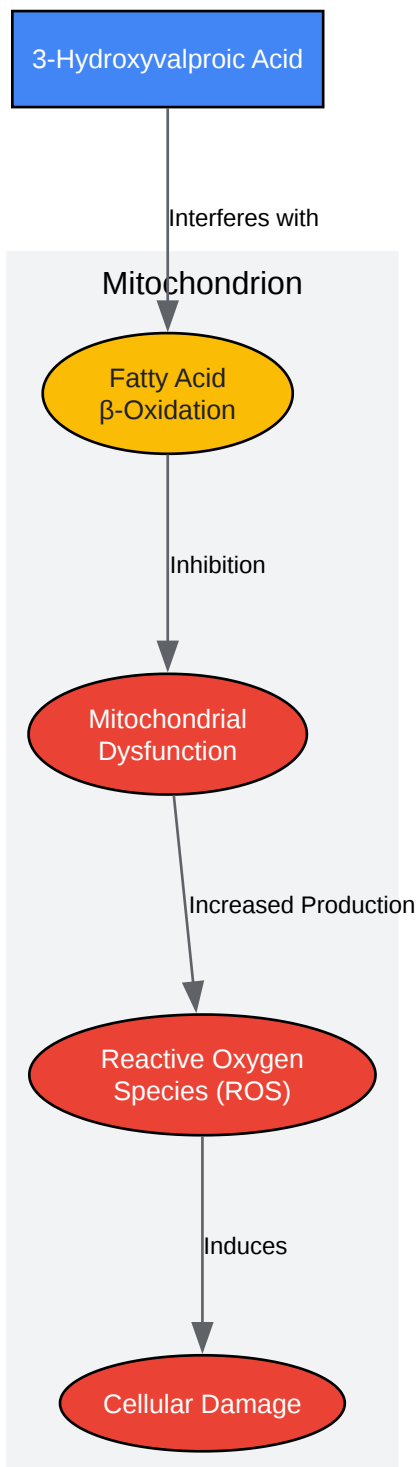 3-Hydroxyvalproic Acid
Interferes with
Mitochondrion
Fatty Acid
β-Oxidation
Inhibition
Mitochondrial
Dysfunction
Increased Production
Reactive Oxygen
Species (ROS)
Induces
Cellular Damage